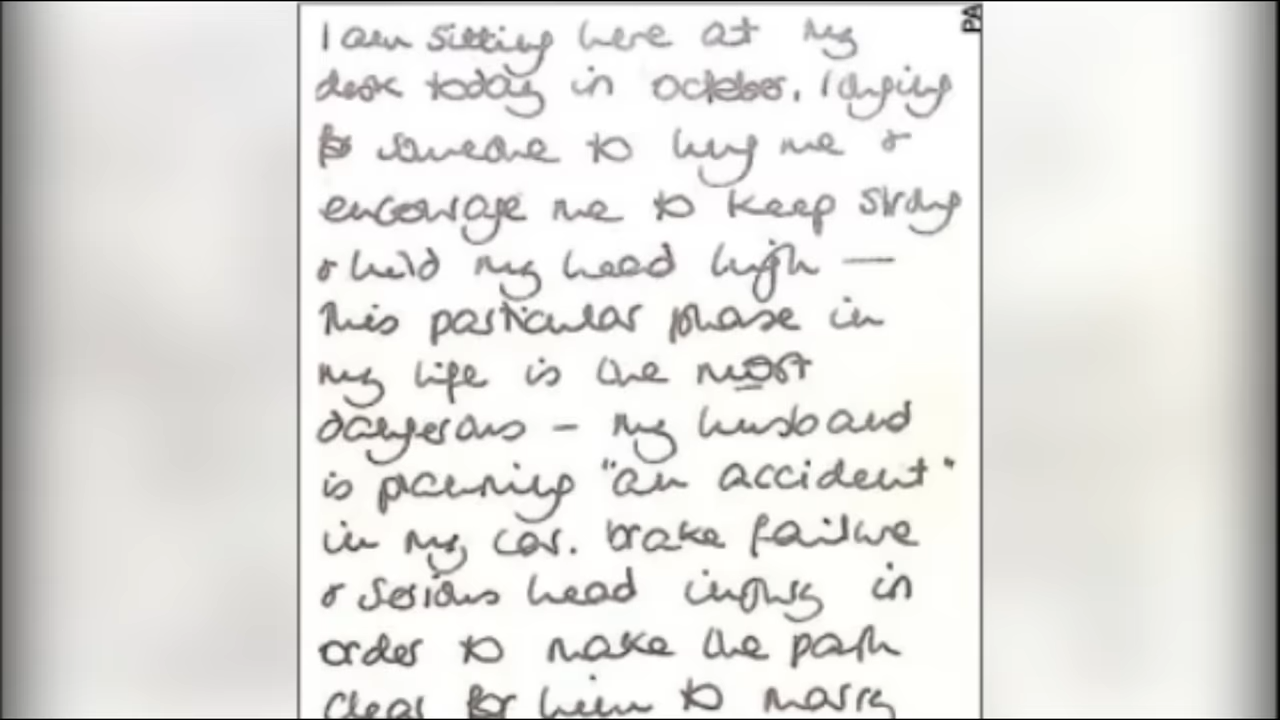 PA
I am sitting here at my
desk today in October, longing
for someone to hug me &
encourage me to keep strong
& hold my head high —
This particular phase in
my life is the most
dangerous – my husband
is planning "an accident"
in my car. brake failure
& serious head injury in
order to make the path
clear for him to marry